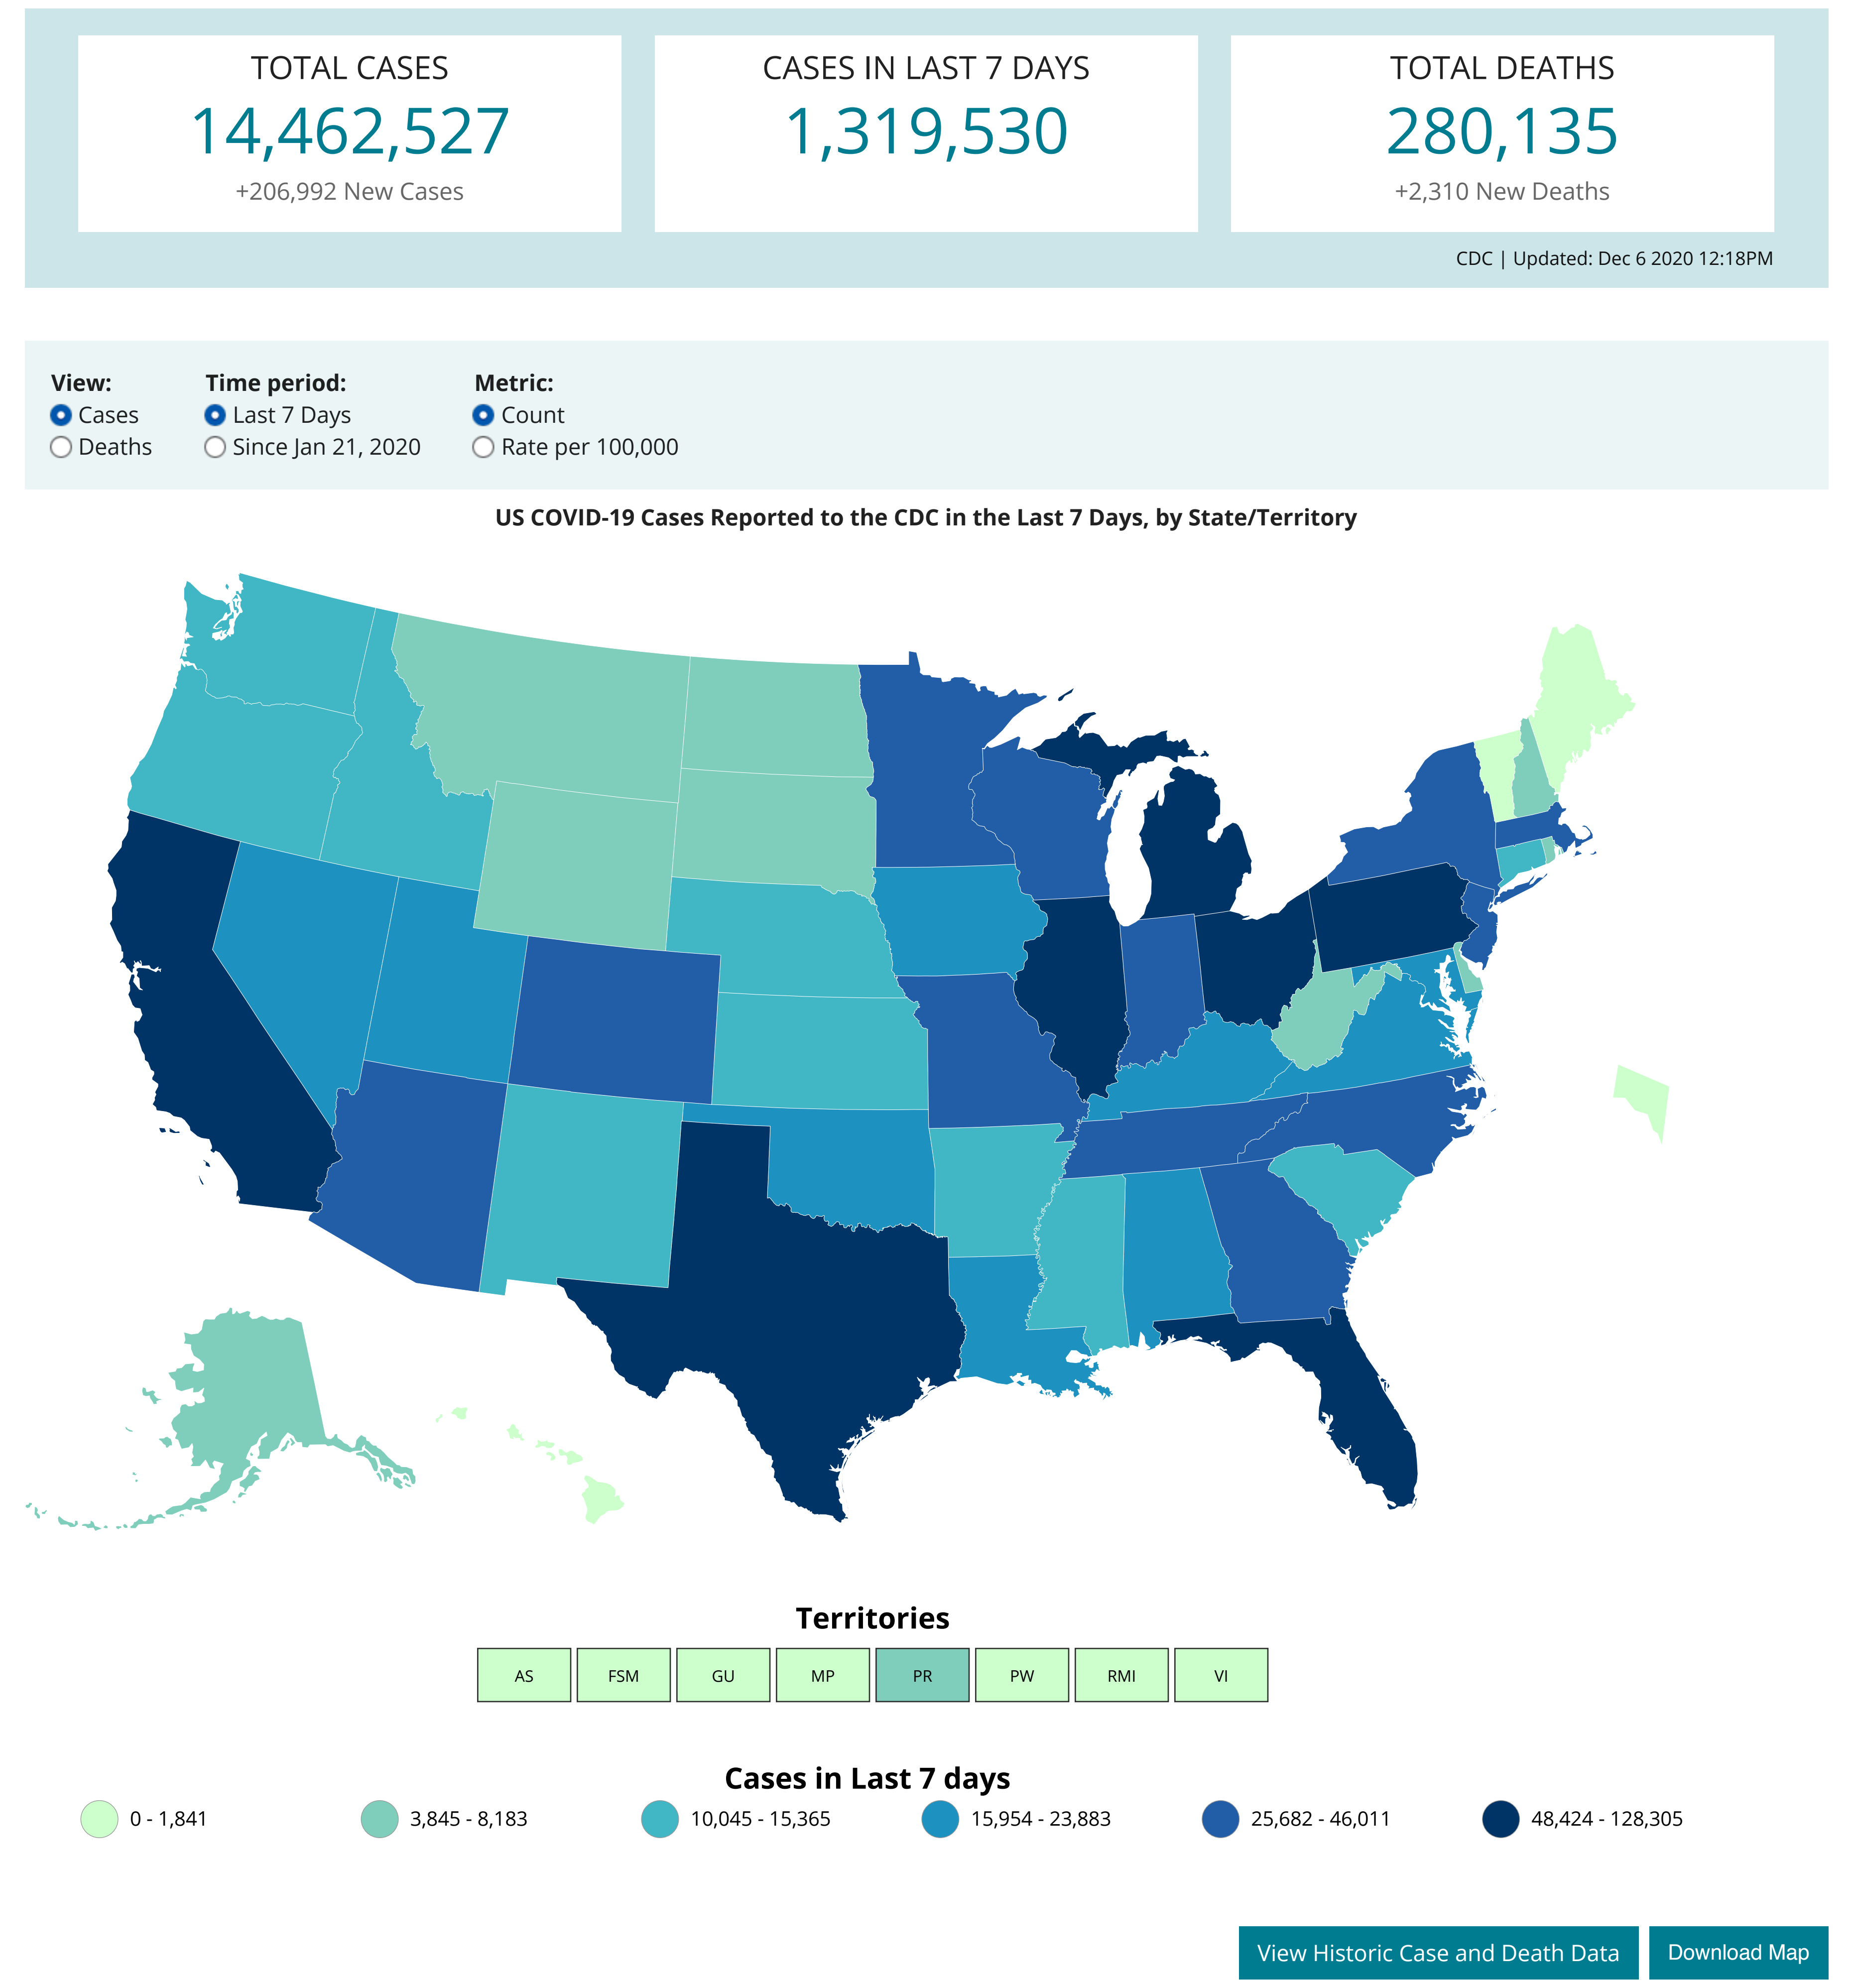 TOTAL CASES
14,462,527
+206,992 New Cases
CASES IN LAST 7 DAYS
1,319,530
TOTAL DEATHS
280,135
+2,310 New Deaths
CDC | Updated: Dec 6 2020 12:18PM
View:
Cases
Deaths
Time period:
Last 7 Days
Since Jan 21, 2020
Metric:
Count
Rate per 100,000
US COVID-19 Cases Reported to the CDC in the Last 7 Days, by State/Territory
Territories
AS FSM GU MP PR PW RMI VI
Cases in Last 7 days
0 - 1,841 3,845 - 8,183 10,045 - 15,365 15,954 - 23,883 25,682 - 46,011 48,424 - 128,305
View Historic Case and Death Data Download Map